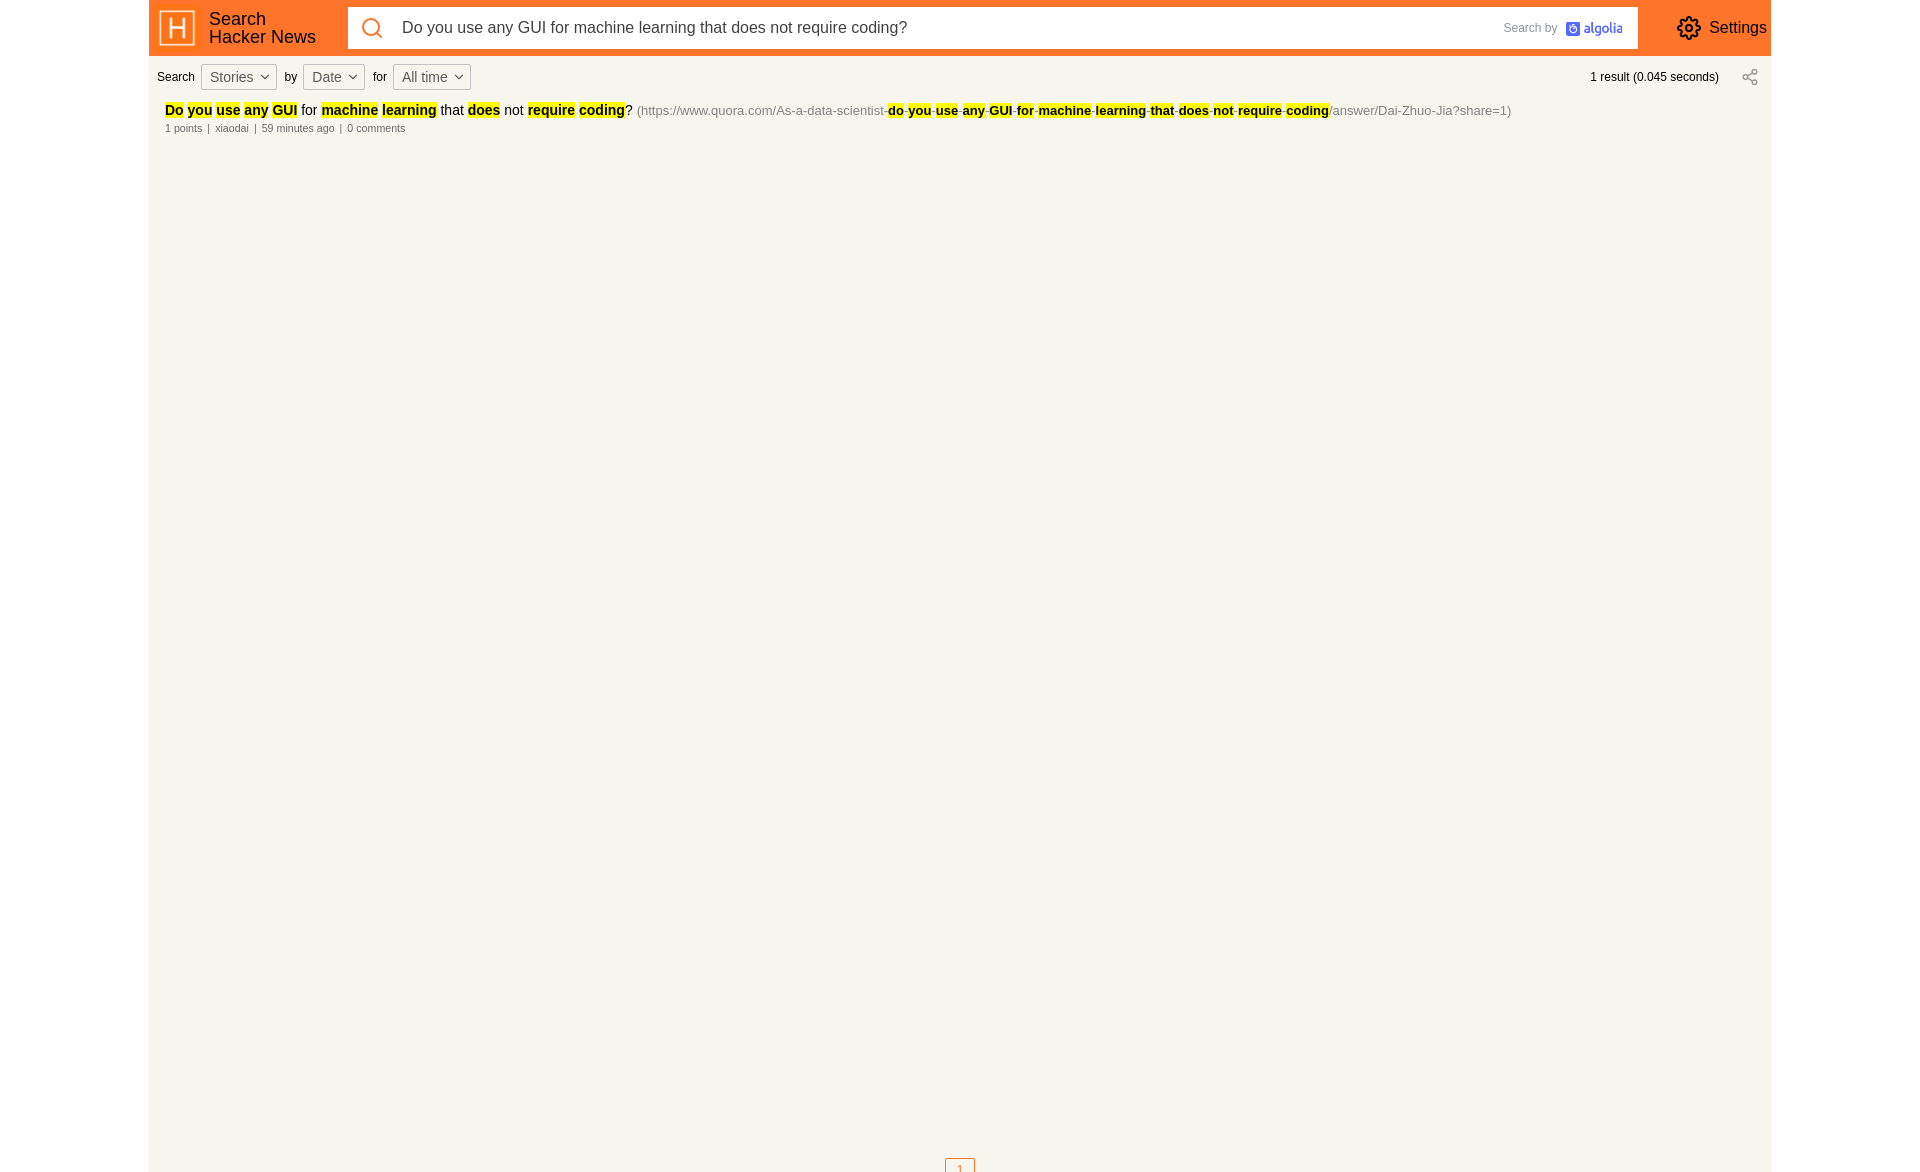 Search
Hacker News
Do you use any GUI for machine learning that does not require coding?
Search by algolia
Settings
Search Stories by Date for All time
1 result (0.045 seconds)
Do you use any GUI for machine learning that does not require coding? (https://www.quora.com/As-a-data-scientist-do-you-use-any-GUI-for-machine-learning-that-does-not-require-coding/answer/Dai-Zhuo-Jia?share=1)
1 points | xiaodai | 59 minutes ago | 0 comments
1